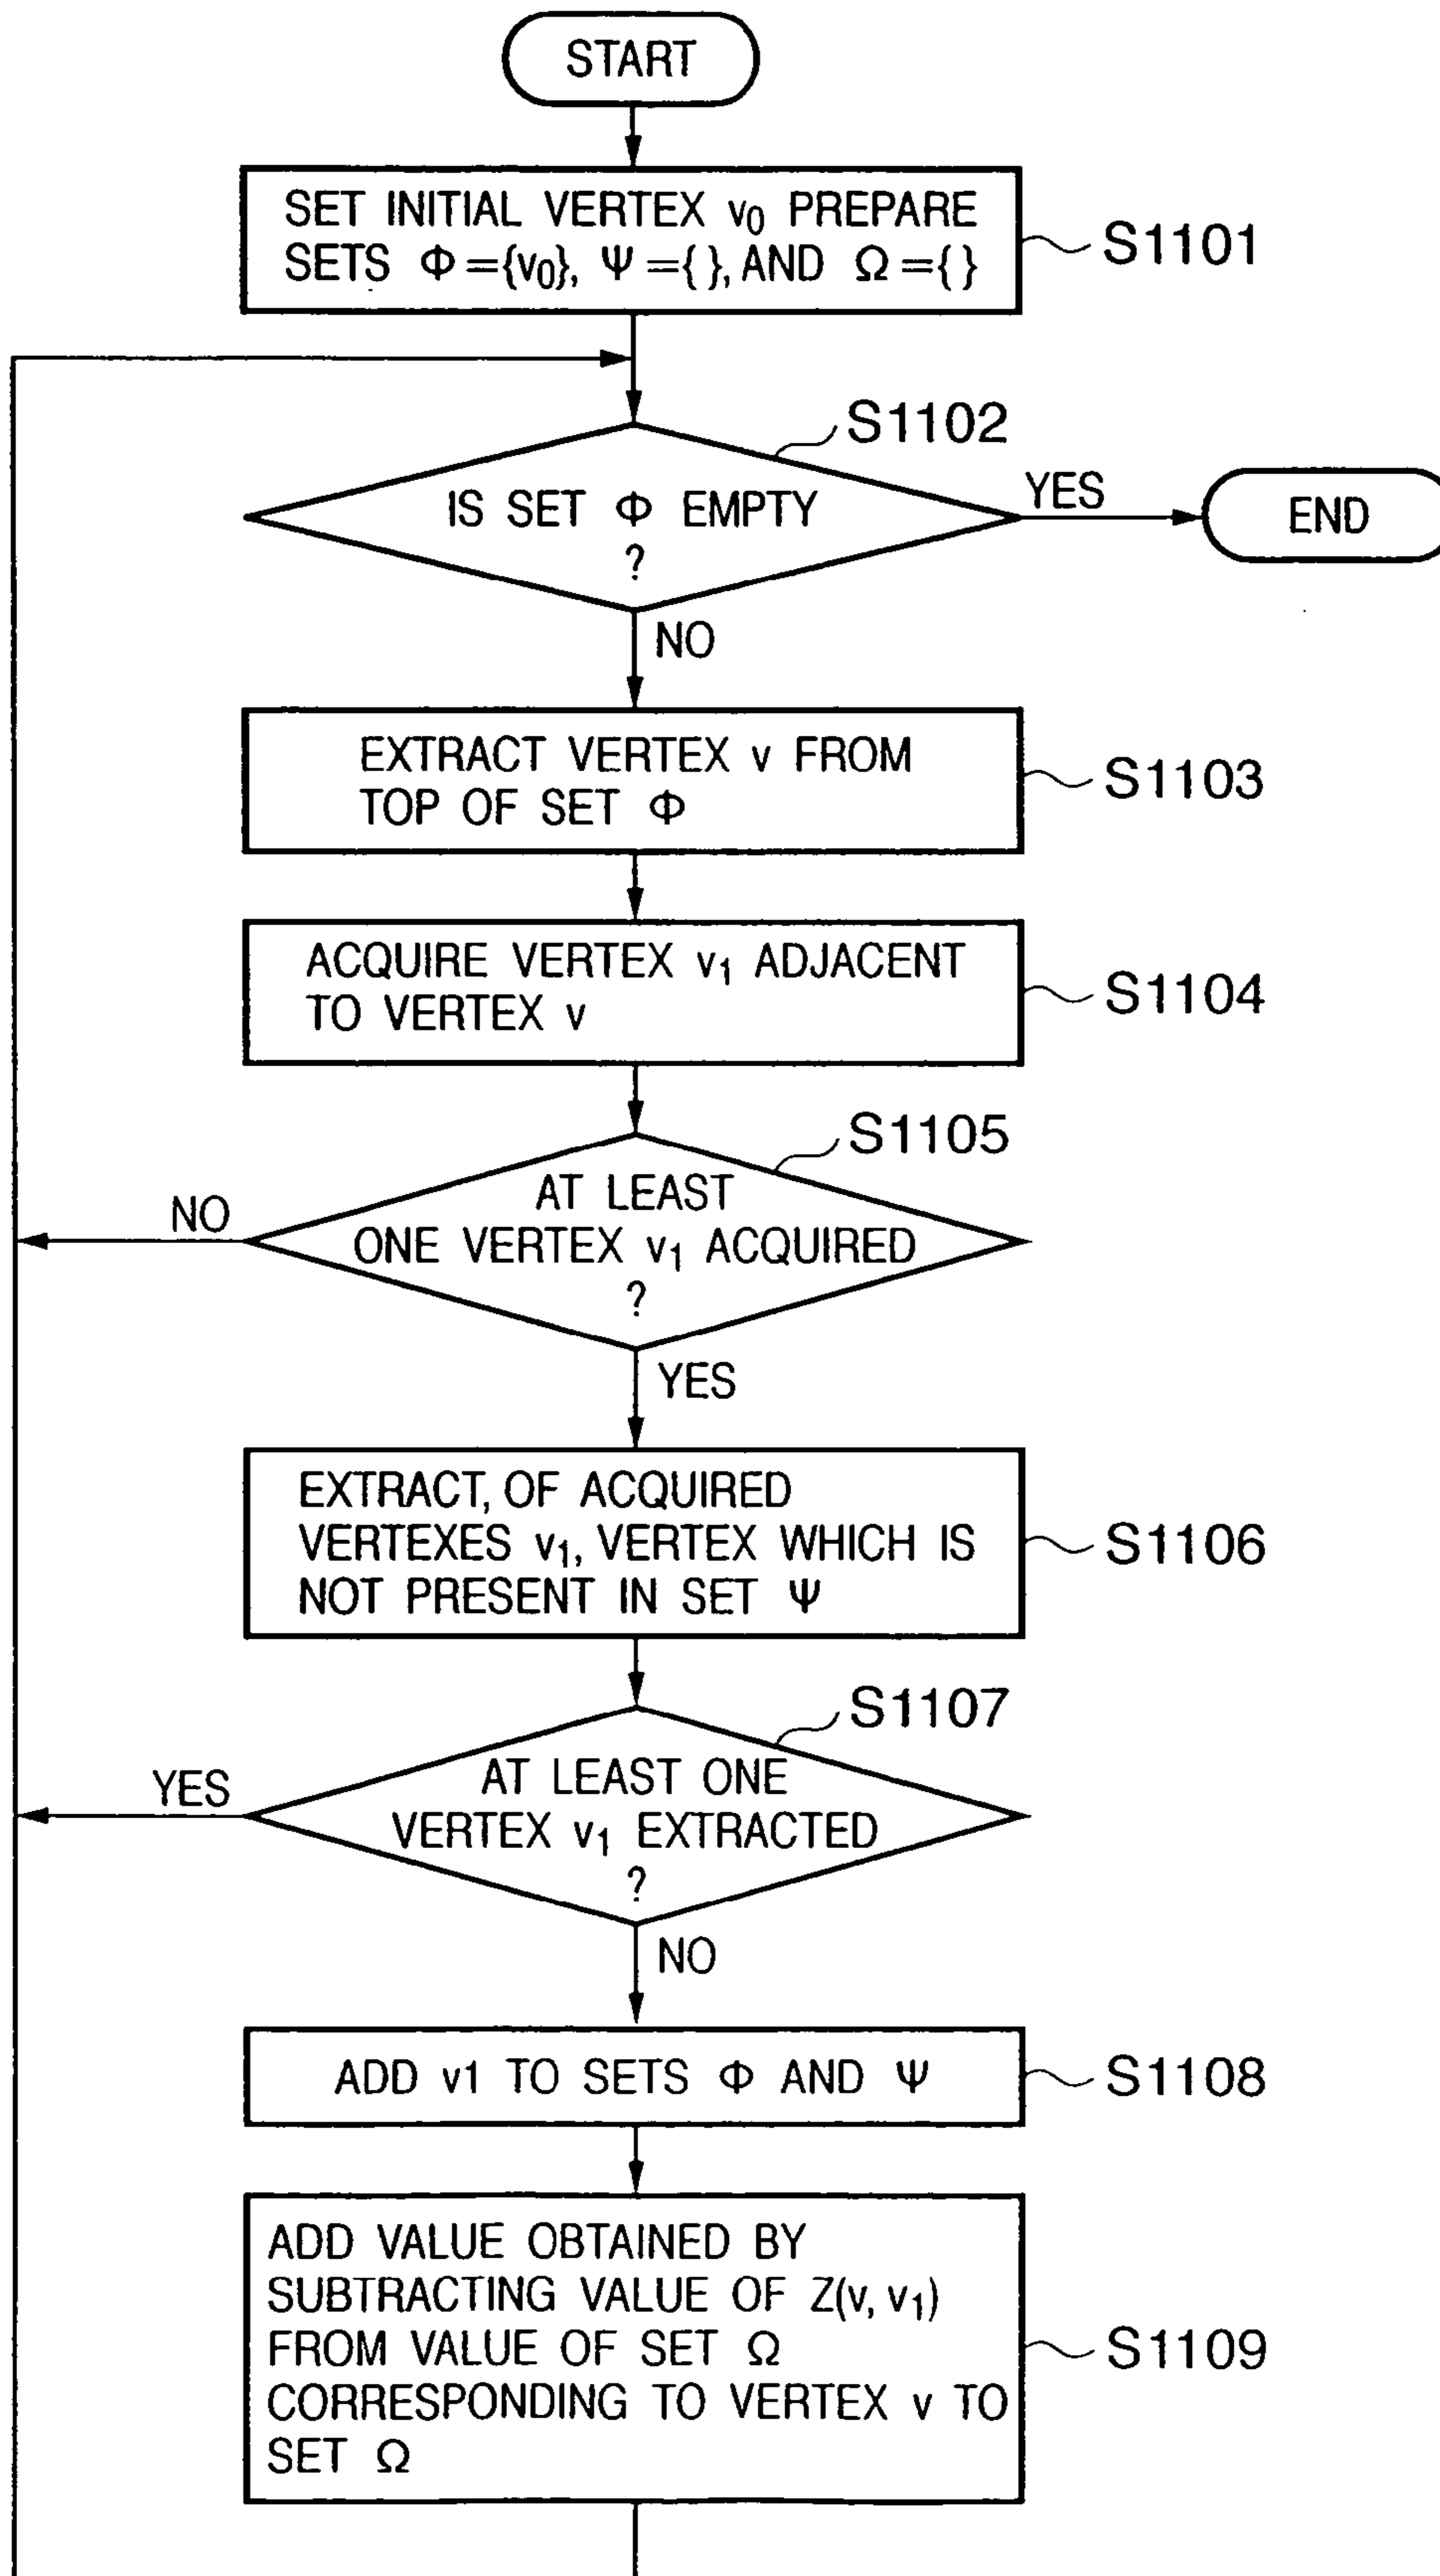 START
SET INITIAL VERTEX v₀ PREPARE
SETS Φ={v₀}, Ψ={ }, AND Ω={ }
S1101
S1102
IS SET Φ EMPTY
?
YES
END
NO
EXTRACT VERTEX v FROM
TOP OF SET Φ
S1103
ACQUIRE VERTEX v₁ ADJACENT
TO VERTEX v
S1104
S1105
AT LEAST
ONE VERTEX v₁ ACQUIRED
?
NO
YES
EXTRACT, OF ACQUIRED
VERTEXES v₁, VERTEX WHICH IS
NOT PRESENT IN SET Ψ
S1106
S1107
AT LEAST ONE
VERTEX v₁ EXTRACTED
?
YES
NO
ADD v1 TO SETS Φ AND Ψ
S1108
ADD VALUE OBTAINED BY
SUBTRACTING VALUE OF Z(v, v₁)
FROM VALUE OF SET Ω
CORRESPONDING TO VERTEX v TO
SET Ω
S1109